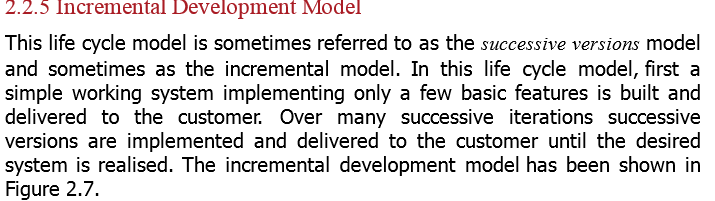 2.2.5 Incremental Development Model
This life cycle model is sometimes referred to as the successive versions model
and sometimes as the incremental model. In this life cycle model, first a
simple working system implementing only a few basic features is built and
delivered to the customer. Over many successive iterations successive
versions are implemented and delivered to the customer until the desired
system is realised. The incremental development model has been shown in
Figure 2.7.